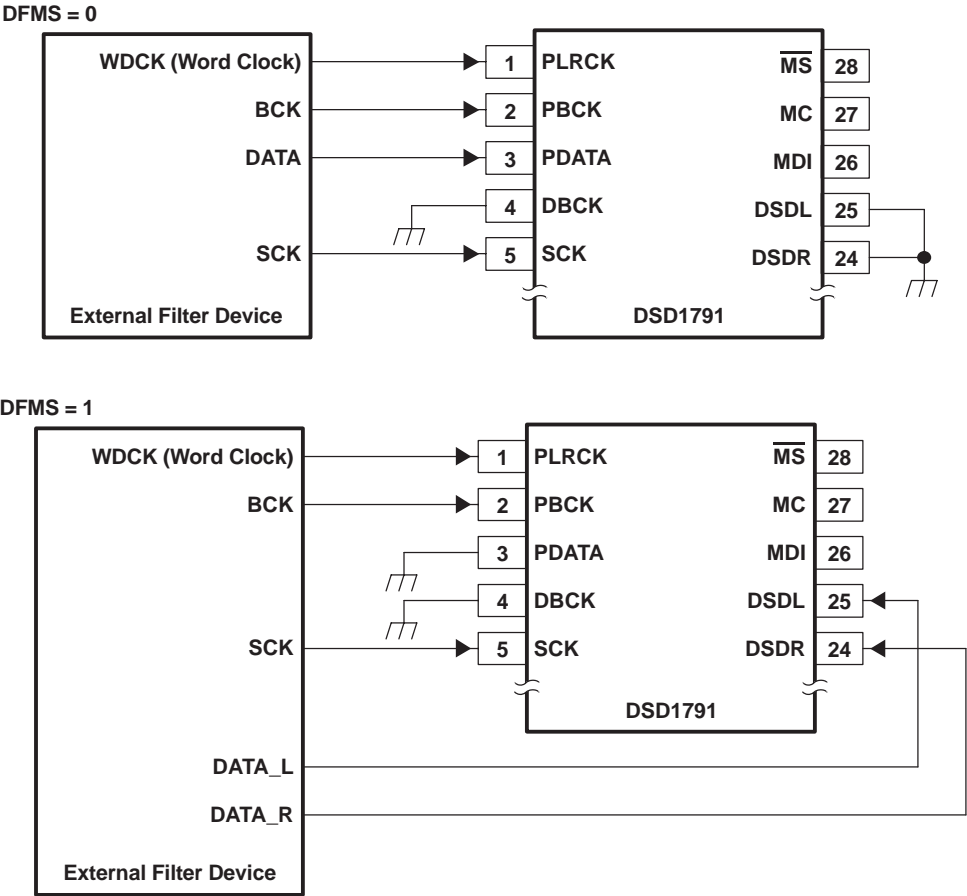 DFMS = 0
WDCK (Word Clock) 1 PLRCK MS 28
BCK 2 PBCK MC 27
DATA 3 PDATA MDI 26
4 DBCK DSDL 25
SCK 5 SCK DSDR 24
External Filter Device DSD1791
DFMS = 1
WDCK (Word Clock) 1 PLRCK MS 28
BCK 2 PBCK MC 27
3 PDATA MDI 26
4 DBCK DSDL 25
SCK 5 SCK DSDR 24
DSD1791
DATA_L
DATA_R
External Filter Device